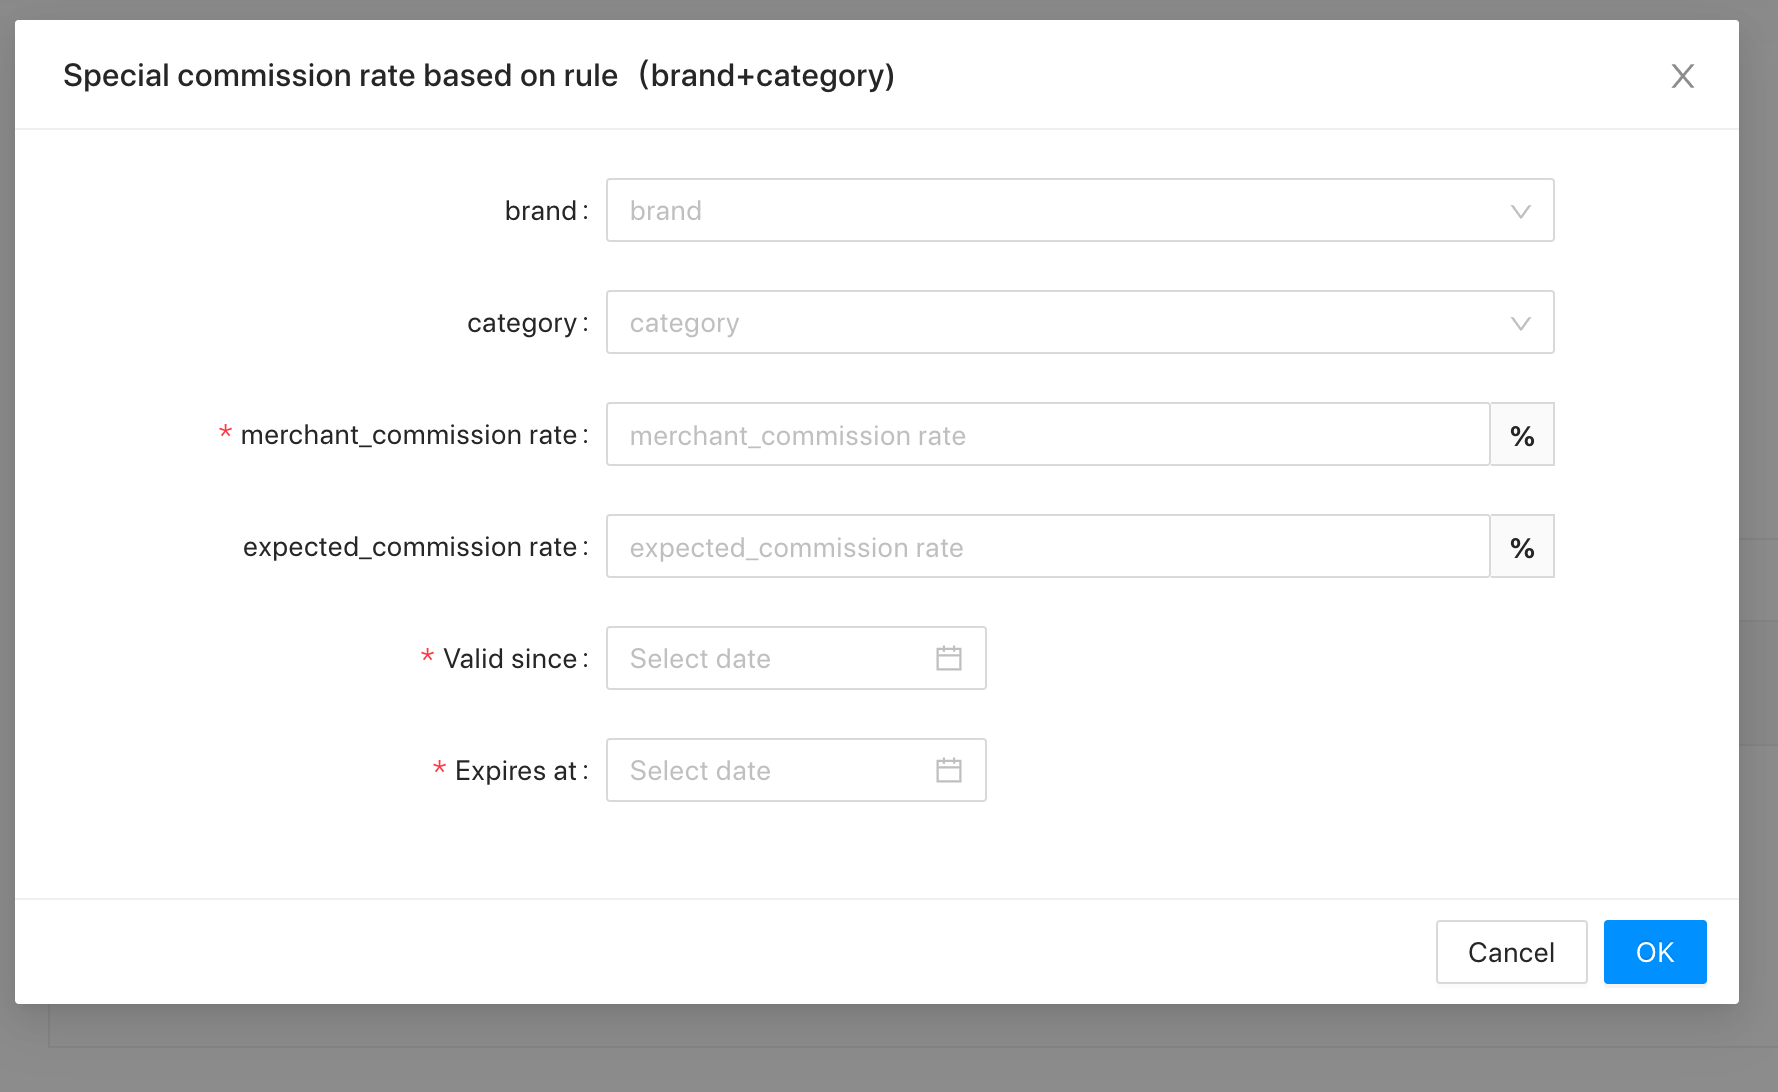 Special commission rate based on rule（brand+category)
brand:
brand
category:
category
* merchant_commission rate:
merchant_commission rate
%
expected_commission rate:
expected_commission rate
%
* Valid since:
Select date
* Expires at:
Select date
Cancel
OK